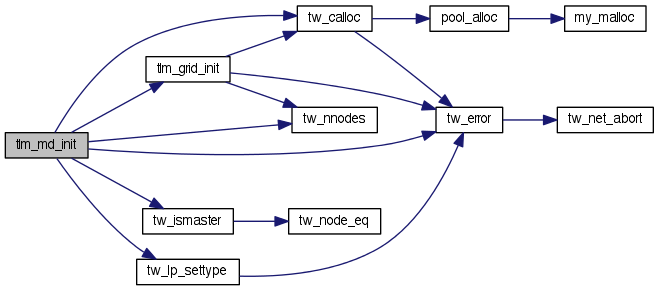 tlm_md_init
tlm_grid_init
tw_calloc
pool_alloc
my_malloc
tw_nnodes
tw_error
tw_net_abort
tw_ismaster
tw_node_eq
tw_lp_settype